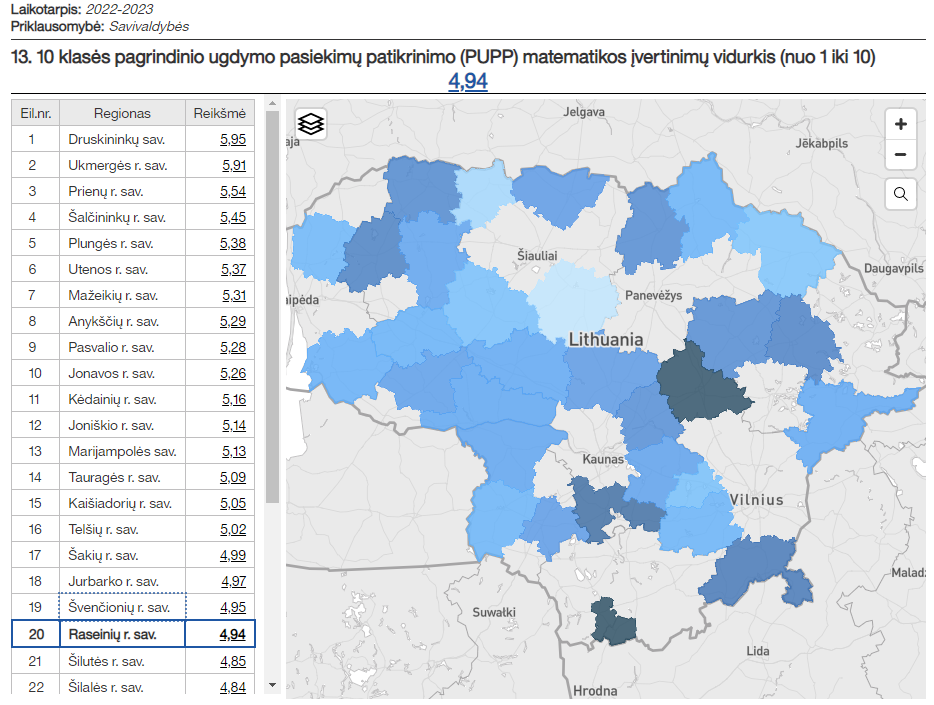 Laikotarpis: 2022-2023
Priklausomybė: Savivaldybės
13. 10 klasės pagrindinio ugdymo pasiekimų patikrinimo (PUPP) matematikos įvertinimų vidurkis (nuo 1 iki 10)
4,94
Eil.nr. Regionas Reikšmė
1 Druskininkų sav. 5,95
2 Ukmergės r. sav. 5,91
3 Prienų r. sav. 5,54
4 Šalčininkų r. sav. 5,45
5 Plungės r. sav. 5,38
6 Utenos r. sav. 5,37
7 Mažeikių r. sav. 5,31
8 Anykščių r. sav. 5,29
9 Pasvalio r. sav. 5,28
10 Jonavos r. sav. 5,26
11 Kėdainių r. sav. 5,16
12 Joniškio r. sav. 5,14
13 Marijampolės sav. 5,13
14 Tauragės r. sav. 5,09
15 Kaišiadorių r. sav. 5,05
16 Telšių r. sav. 5,02
17 Šakių r. sav. 4,99
18 Jurbarko r. sav. 4,97
19 Švenčionių r. sav. 4,95
20 Raseinių r. sav. 4,94
21 Šilutės r. sav. 4,85
22 Šilalės r. sav. 4,84
Jelgava
+
aja
Jēkabpils
−
Šiauliai
Daugavpils
aipėda
Panevėžys
Lithuania
Kaunas
Vilnius
Malad
Suwałki
Lida
Hrodna